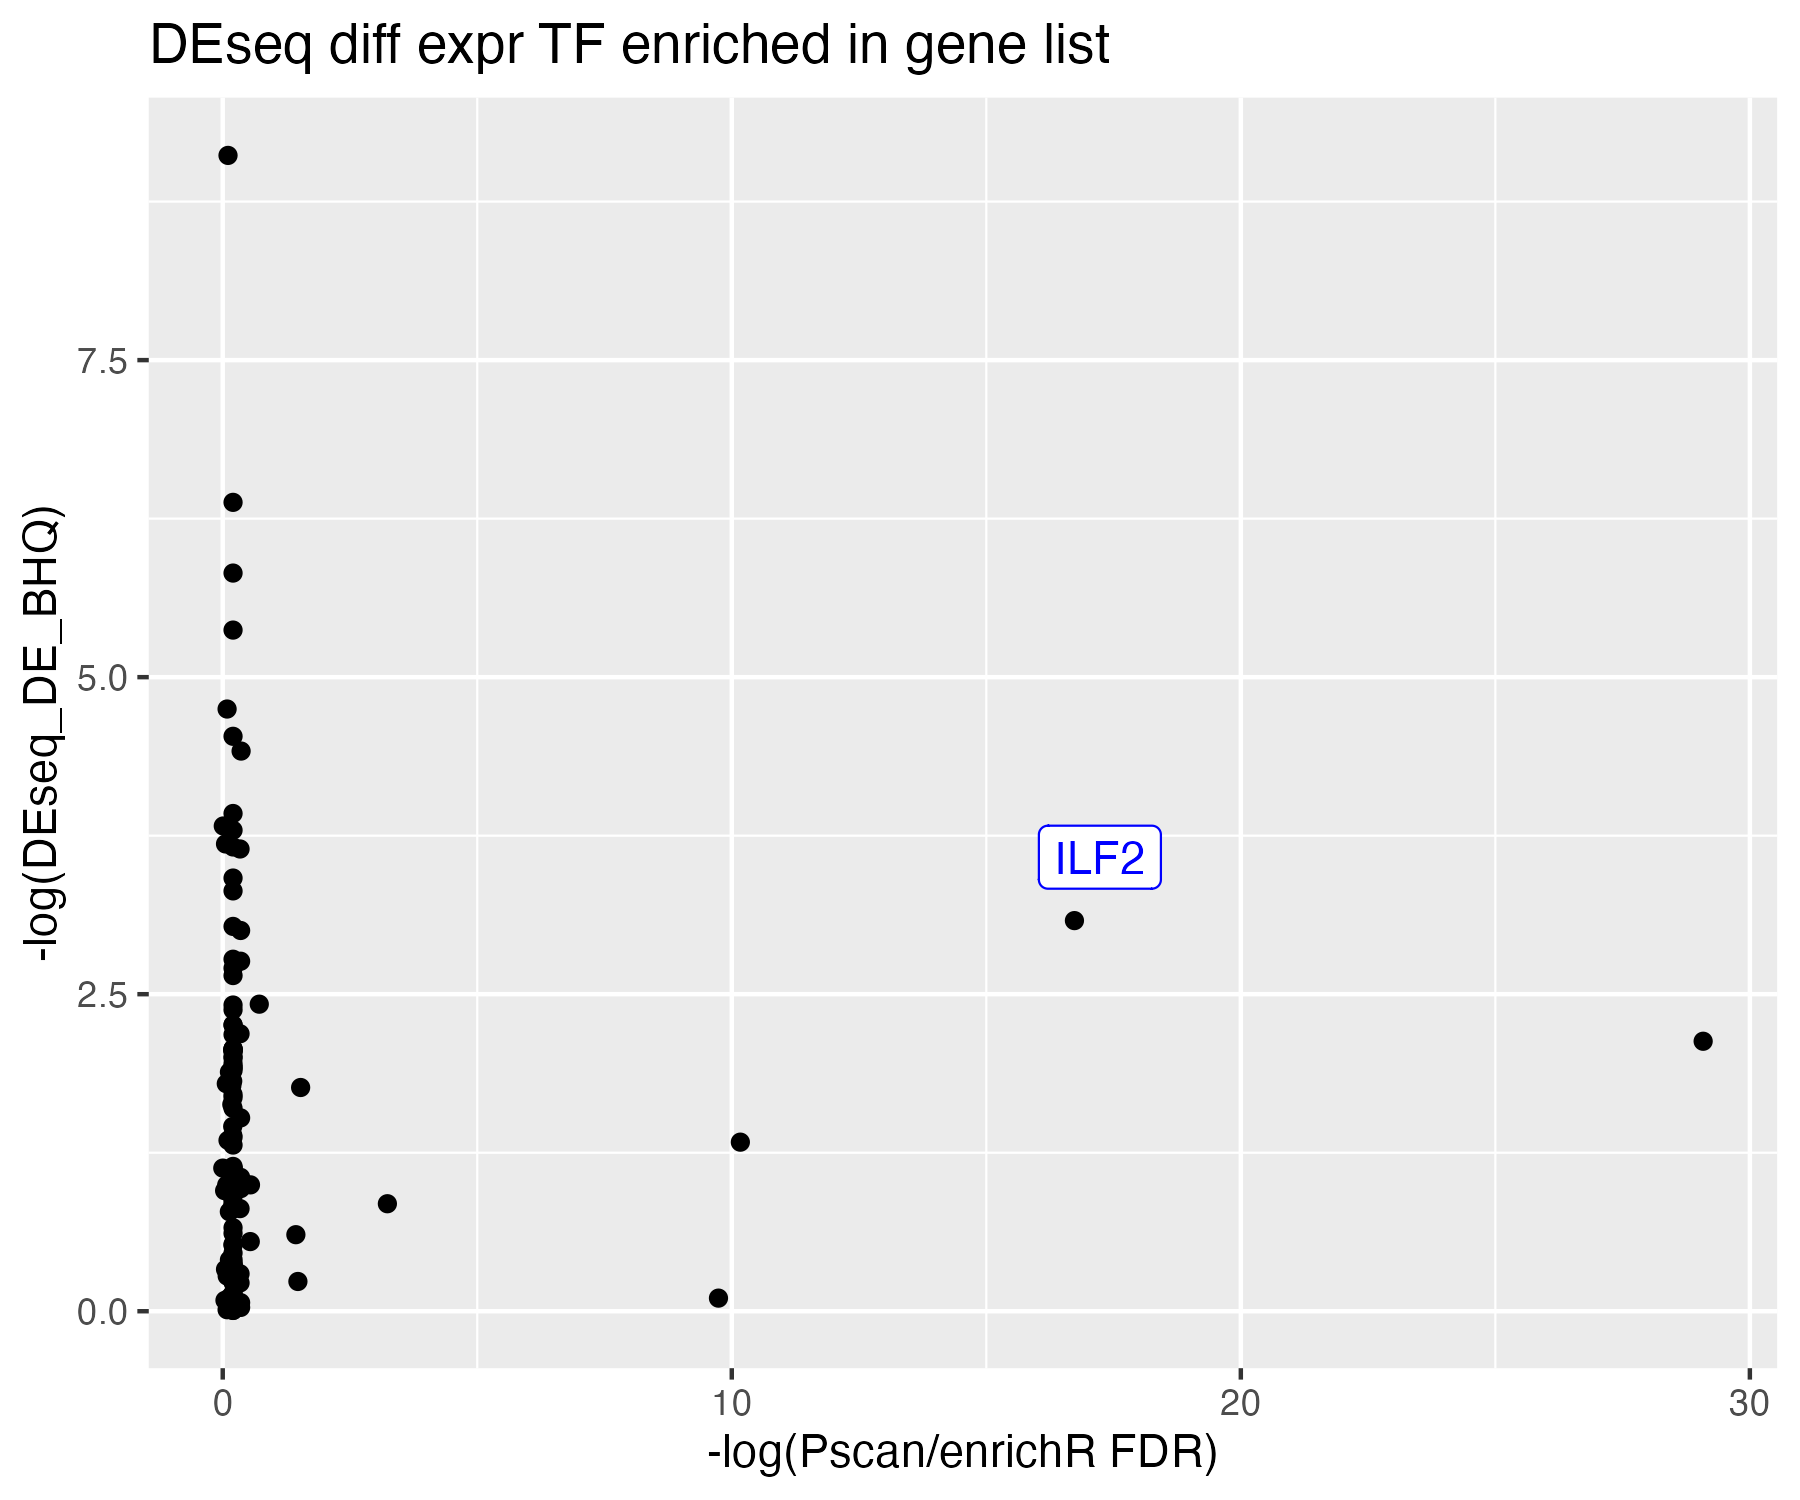 DEseq diff expr TF enriched in gene list
-log(DEseq_DE_BHQ)
7.5
5.0
2.5
0.0
ILF2
0
10
20
30
-log(Pscan/enrichR FDR)